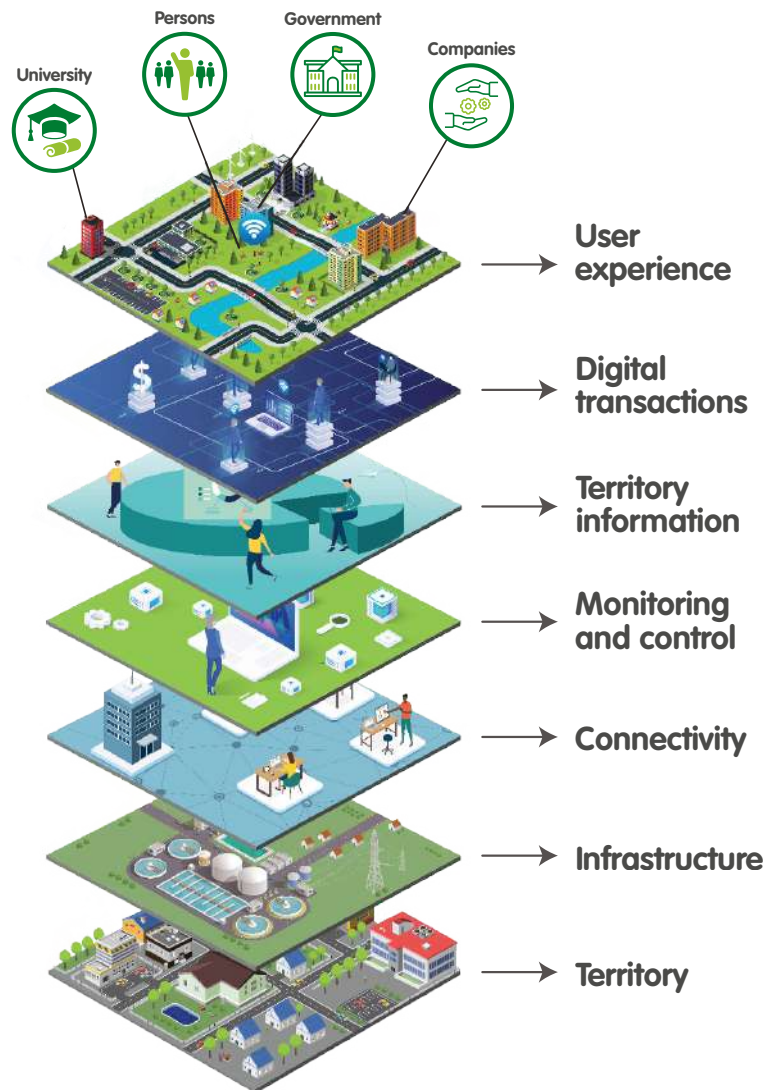 Persons
Government
Companies
University
User
experience
Digital
transactions
$
Territory
information
Monitoring
and control
Connectivity
Infrastructure
Territory